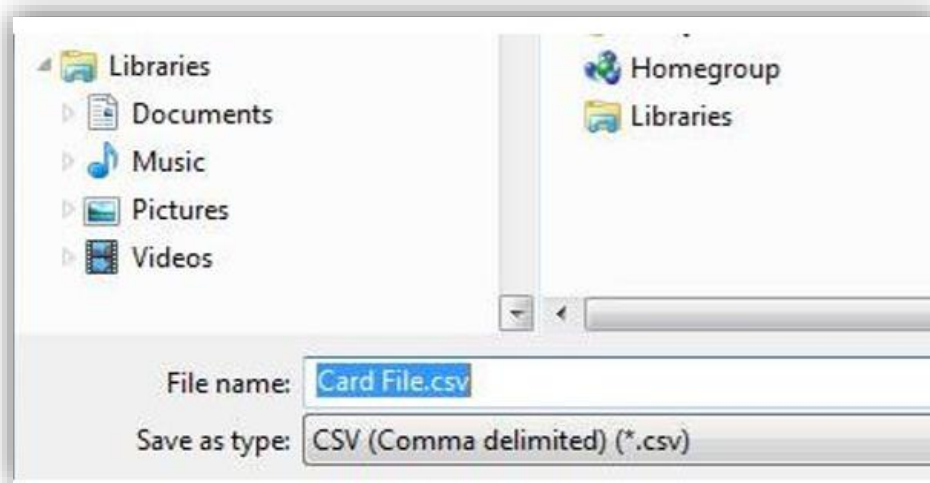 Libraries
Documents
Music
Pictures
Videos
Homegroup
Libraries
File name: Card File.csv
Save as type: CSV (Comma delimited) (*.csv)